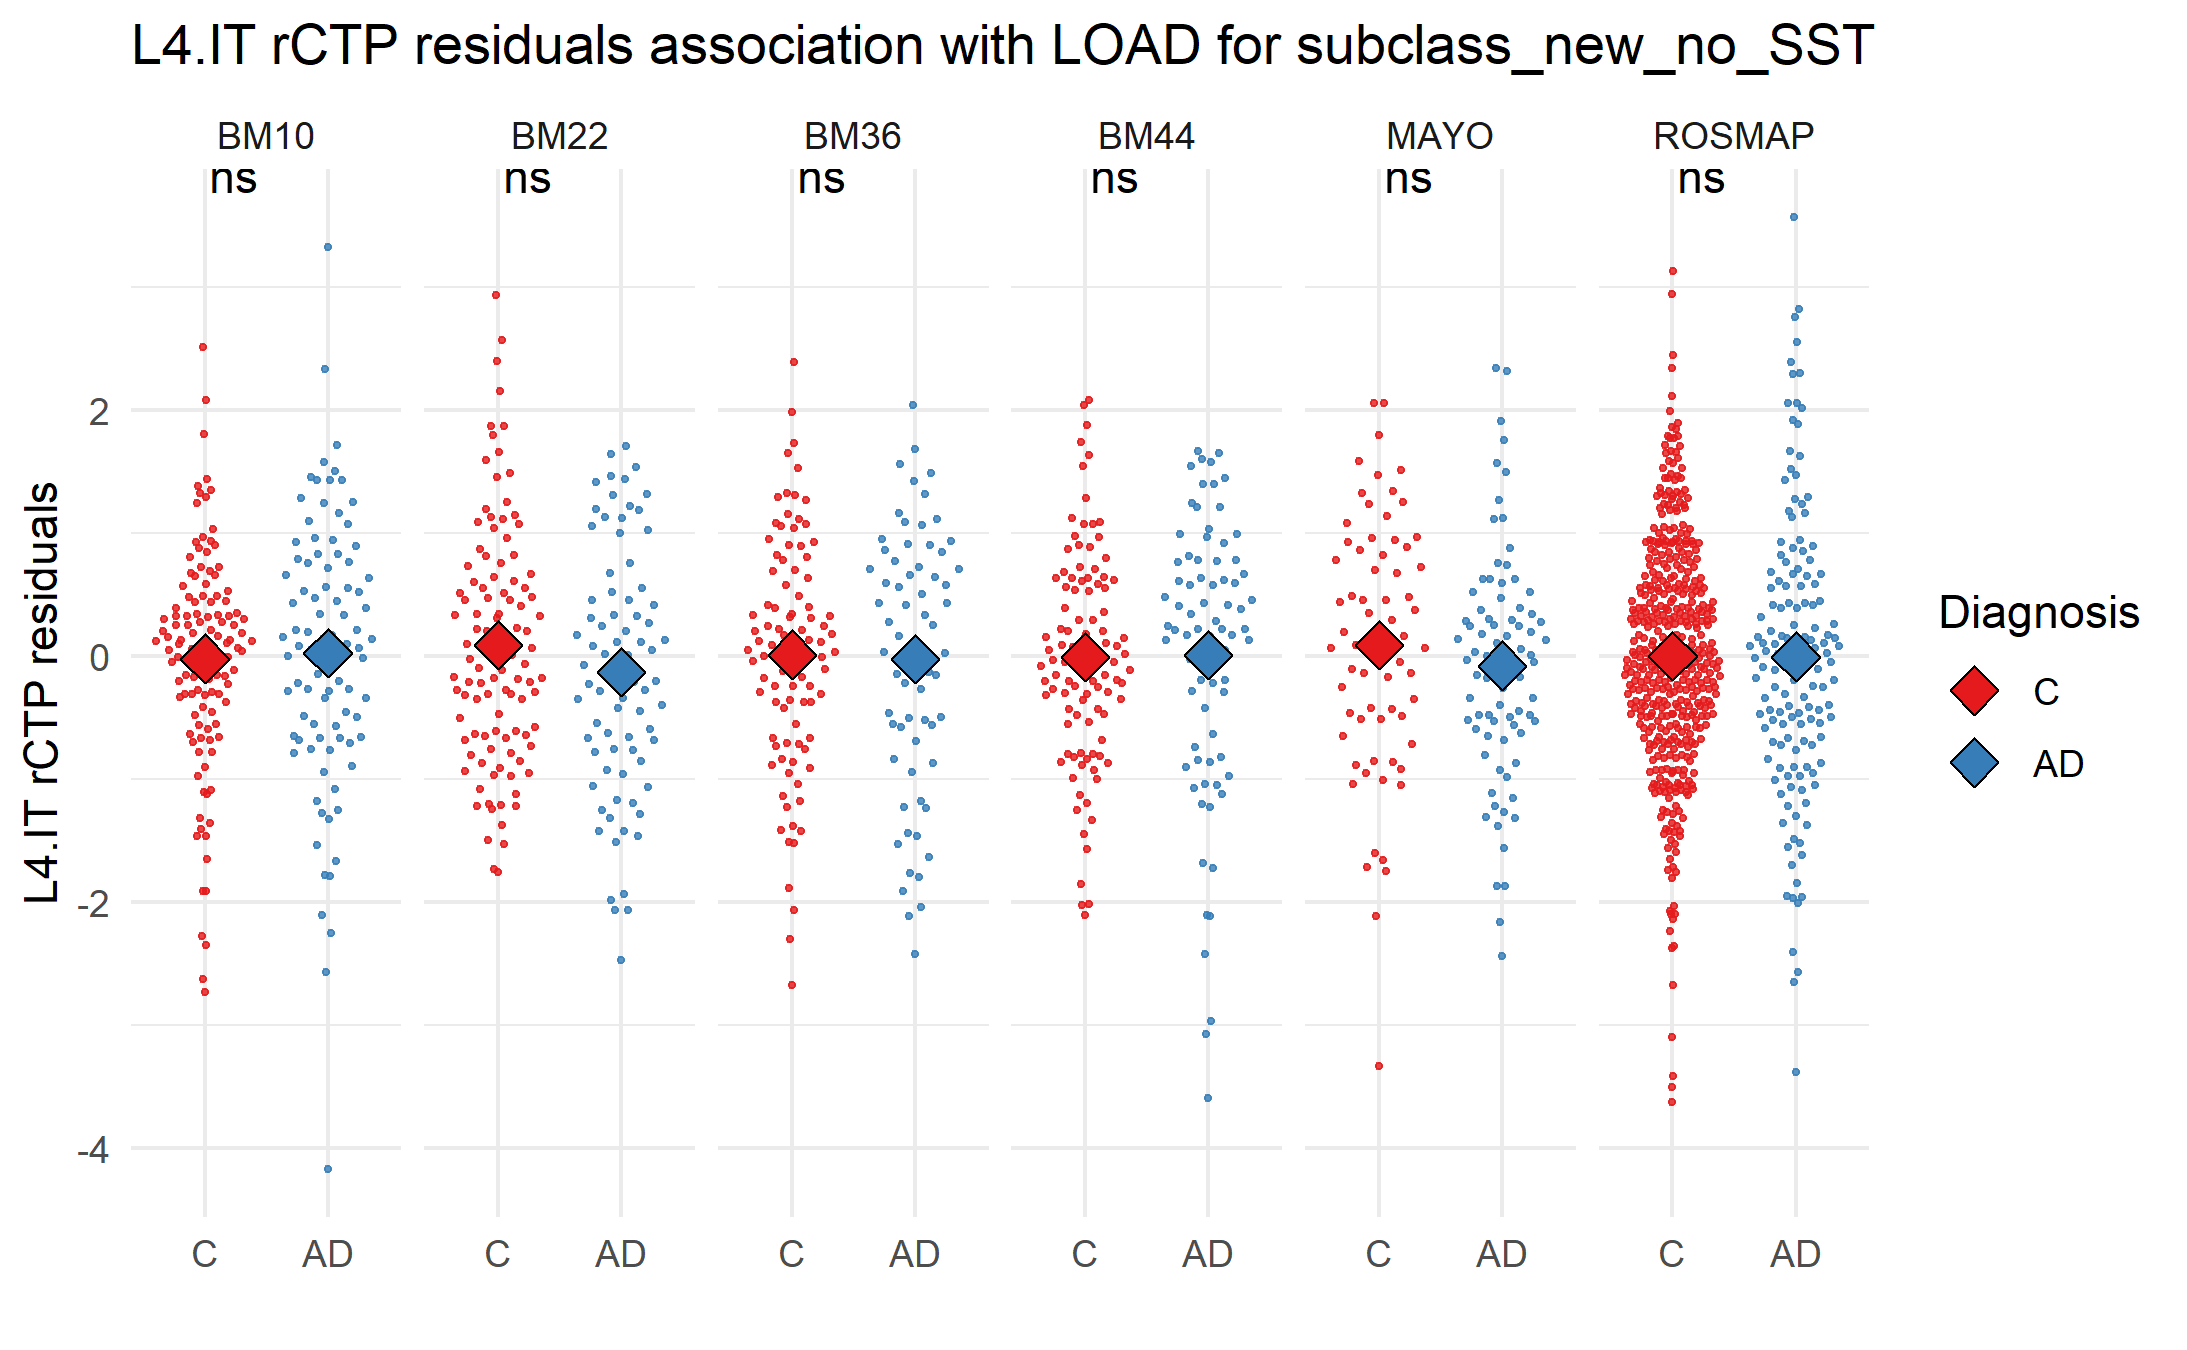 L4.IT rCTP residuals association with LOAD for subclass_new_no_SST
BM10 BM22 BM36 BM44 MAYO ROSMAP
ns ns ns ns ns ns
L4.IT rCTP residuals
2
0
-2
-4
C AD C AD C AD C AD C AD C AD
Diagnosis
C
AD